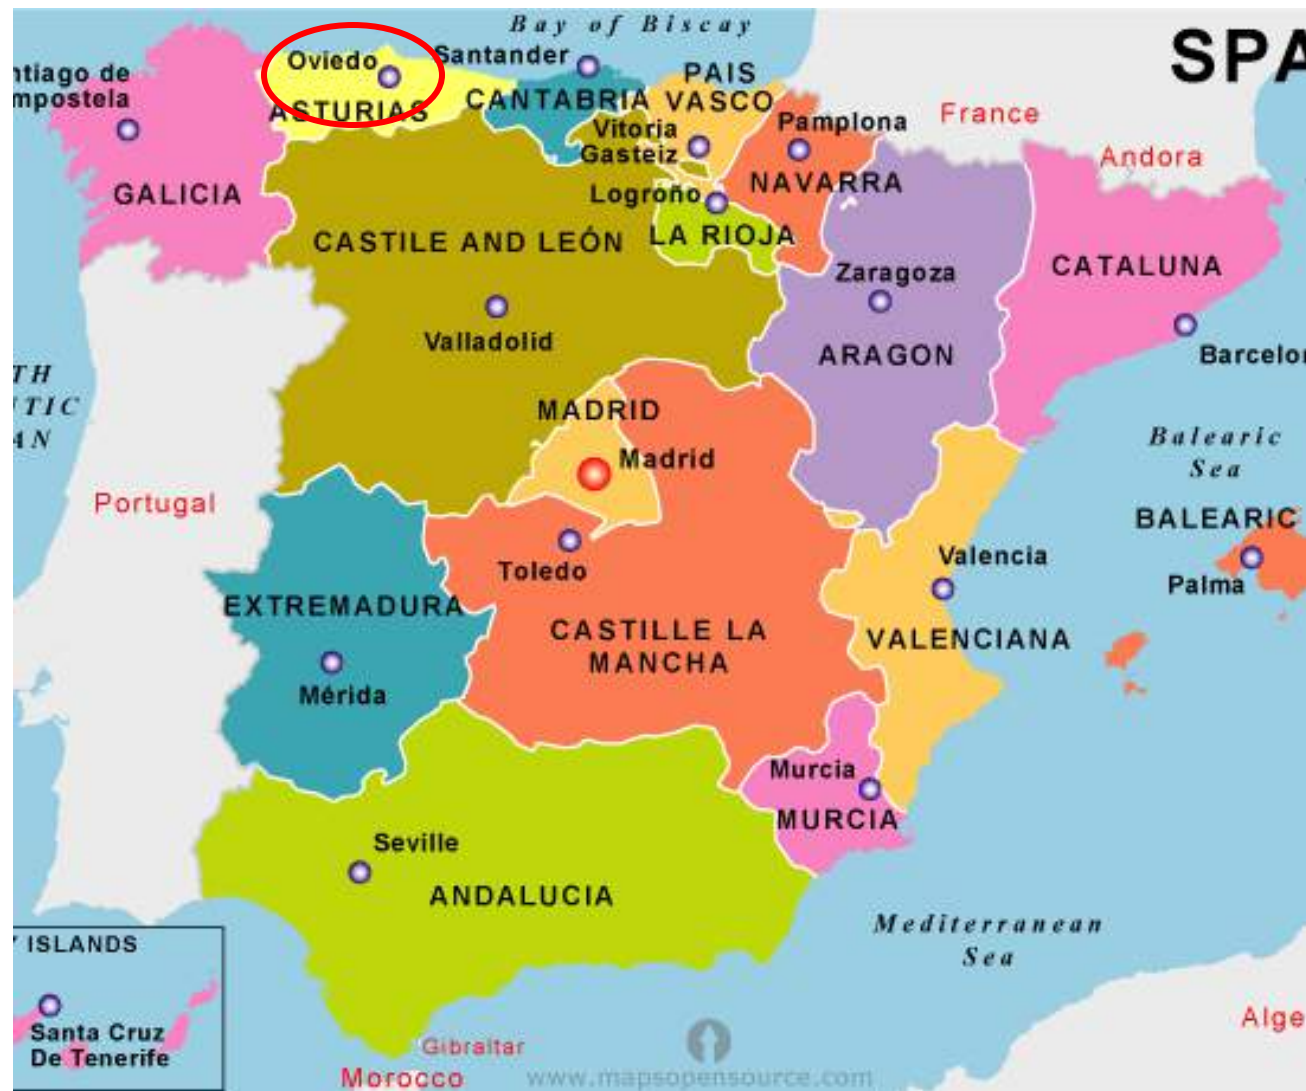 Bay of Biscay
SPA
Oviedo
Santander
ntiago de
mpostela
ASTURIAS
CANTABRIA
PAIS
VASCO
Vitoria
Gasteiz
Pamplona
France
Andora
GALICIA
NAVARRA
Logroño
LA RIOJA
CASTILE AND LEÓN
Zaragoza
CATALUNA
Valladolid
ARAGON
Barcelon
TH
TIC
AN
MADRID
Madrid
Balearic
Sea
Portugal
BALEARIC
Toledo
Valencia
Palma
EXTREMADURA
CASTILLE LA
MANCHA
VALENCIANA
Mérida
Murcia
MURCIA
Seville
ANDALUCIA
Mediterranean
Sea
Y ISLANDS
Santa Cruz
De Tenerife
Gibraltar
Morocco
Alge
www.mapsopensource.com